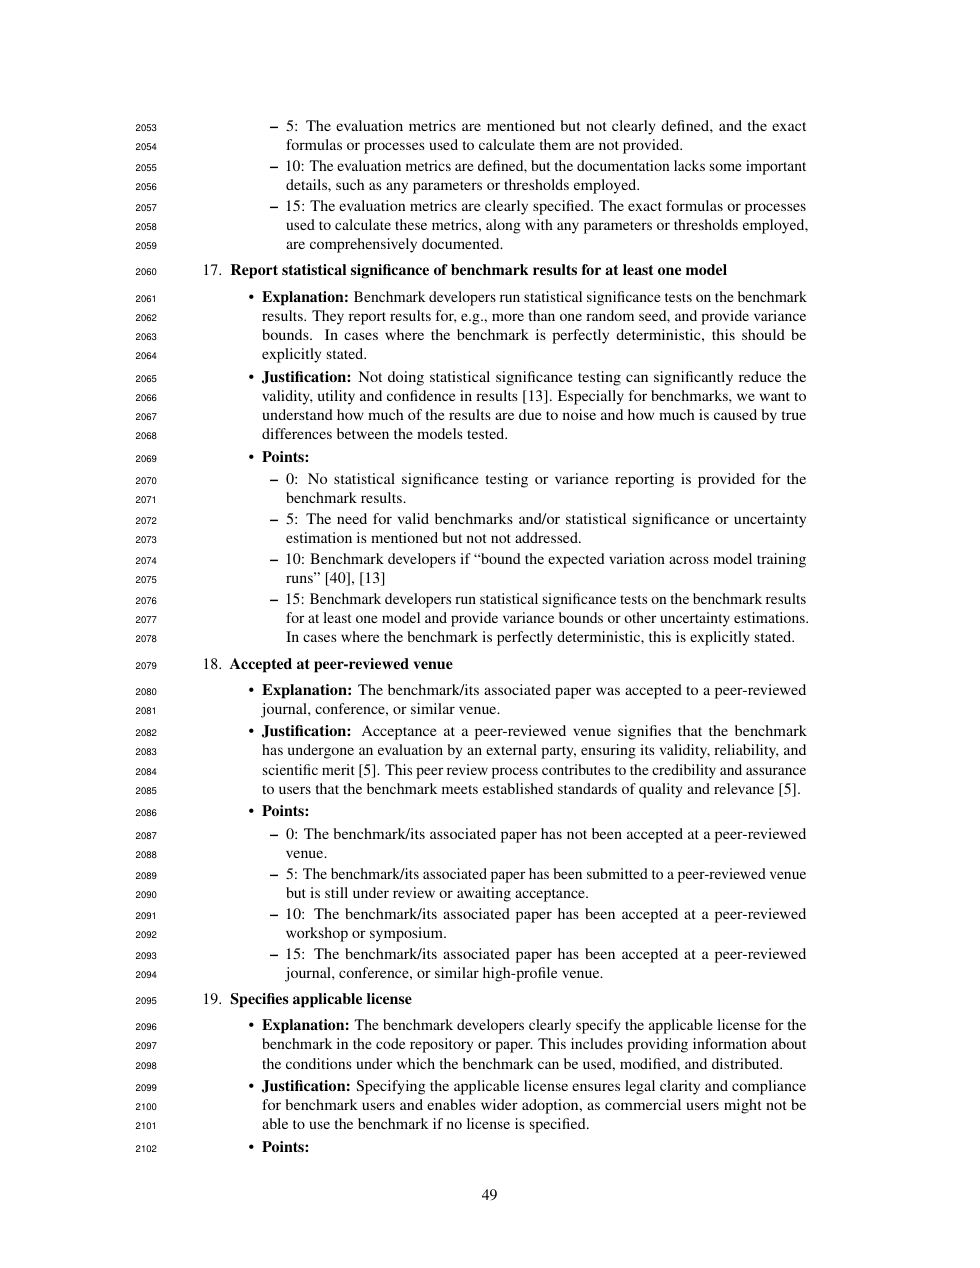 2053 – 5: The evaluation metrics are mentioned but not clearly defined, and the exact
2054 formulas or processes used to calculate them are not provided.
2055 – 10: The evaluation metrics are defined, but the documentation lacks some important
2056 details, such as any parameters or thresholds employed.
2057 – 15: The evaluation metrics are clearly specified. The exact formulas or processes
2058 used to calculate these metrics, along with any parameters or thresholds employed,
2059 are comprehensively documented.
2060 17. Report statistical significance of benchmark results for at least one model
2061 • Explanation: Benchmark developers run statistical significance tests on the benchmark
2062 results. They report results for, e.g., more than one random seed, and provide variance
2063 bounds. In cases where the benchmark is perfectly deterministic, this should be
2064 explicitly stated.
2065 • Justification: Not doing statistical significance testing can significantly reduce the
2066 validity, utility and confidence in results [13]. Especially for benchmarks, we want to
2067 understand how much of the results are due to noise and how much is caused by true
2068 differences between the models tested.
2069 • Points:
2070 – 0: No statistical significance testing or variance reporting is provided for the
2071 benchmark results.
2072 – 5: The need for valid benchmarks and/or statistical significance or uncertainty
2073 estimation is mentioned but not not addressed.
2074 – 10: Benchmark developers if “bound the expected variation across model training
2075 runs” [40], [13]
2076 – 15: Benchmark developers run statistical significance tests on the benchmark results
2077 for at least one model and provide variance bounds or other uncertainty estimations.
2078 In cases where the benchmark is perfectly deterministic, this is explicitly stated.
2079 18. Accepted at peer-reviewed venue
2080 • Explanation: The benchmark/its associated paper was accepted to a peer-reviewed
2081 journal, conference, or similar venue.
2082 • Justification: Acceptance at a peer-reviewed venue signifies that the benchmark
2083 has undergone an evaluation by an external party, ensuring its validity, reliability, and
2084 scientific merit [5]. This peer review process contributes to the credibility and assurance
2085 to users that the benchmark meets established standards of quality and relevance [5].
2086 • Points:
2087 – 0: The benchmark/its associated paper has not been accepted at a peer-reviewed
2088 venue.
2089 – 5: The benchmark/its associated paper has been submitted to a peer-reviewed venue
2090 but is still under review or awaiting acceptance.
2091 – 10: The benchmark/its associated paper has been accepted at a peer-reviewed
2092 workshop or symposium.
2093 – 15: The benchmark/its associated paper has been accepted at a peer-reviewed
2094 journal, conference, or similar high-profile venue.
2095 19. Specifies applicable license
2096 • Explanation: The benchmark developers clearly specify the applicable license for the
2097 benchmark in the code repository or paper. This includes providing information about
2098 the conditions under which the benchmark can be used, modified, and distributed.
2099 • Justification: Specifying the applicable license ensures legal clarity and compliance
2100 for benchmark users and enables wider adoption, as commercial users might not be
2101 able to use the benchmark if no license is specified.
2102 • Points:
49